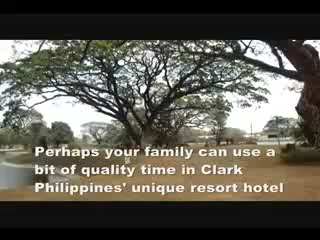 Perhaps your family can use a
bit of quality time in Clark
Philippines' unique resort hotel